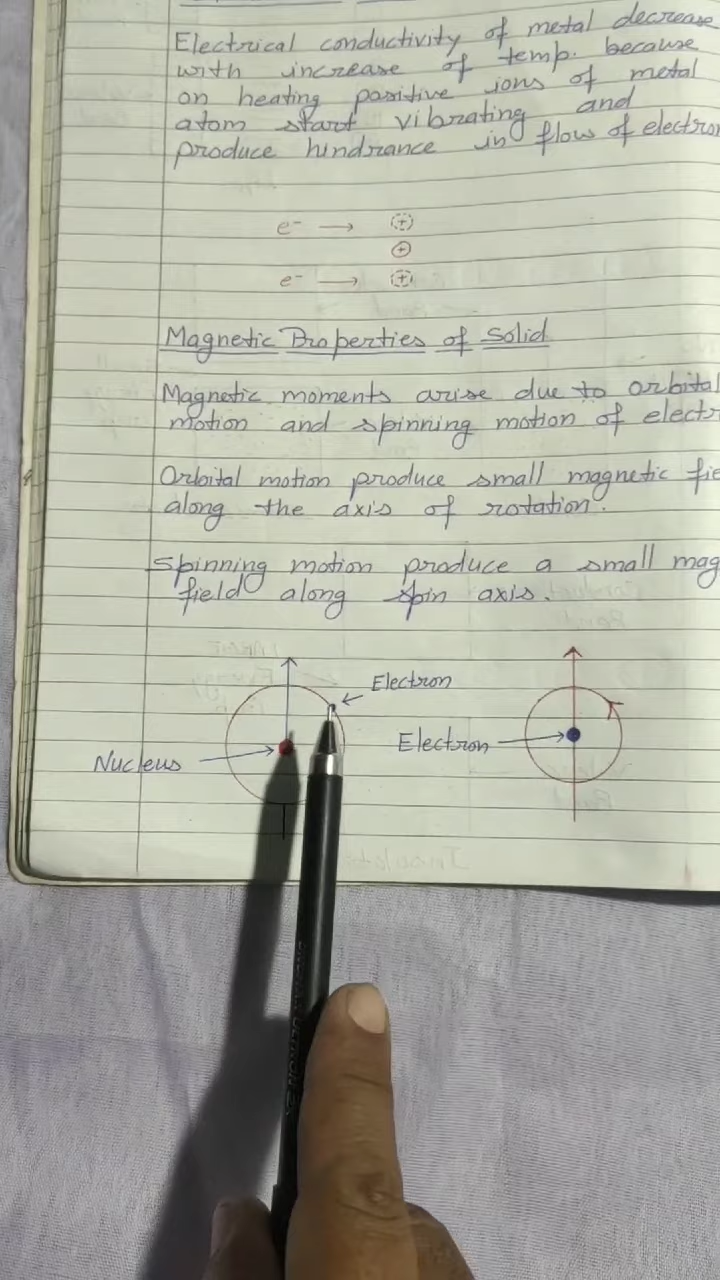 Electrical conductivity of metal decrease
with increase of temp. because
on heating positive ions of metal
atom start vibrating and
produce hindrance in flow of electron
e⁻ → (+)
(+)
e⁻ → (+)
Magnetic Properties of Solid
Magnetic moments arise due to orbital
motion and spinning motion of electr
Orbital motion produce small magnetic fie
along the axis of rotation.
Spinning motion produce a small mag
field along spin axis.
Electron
Nucleus
Electron